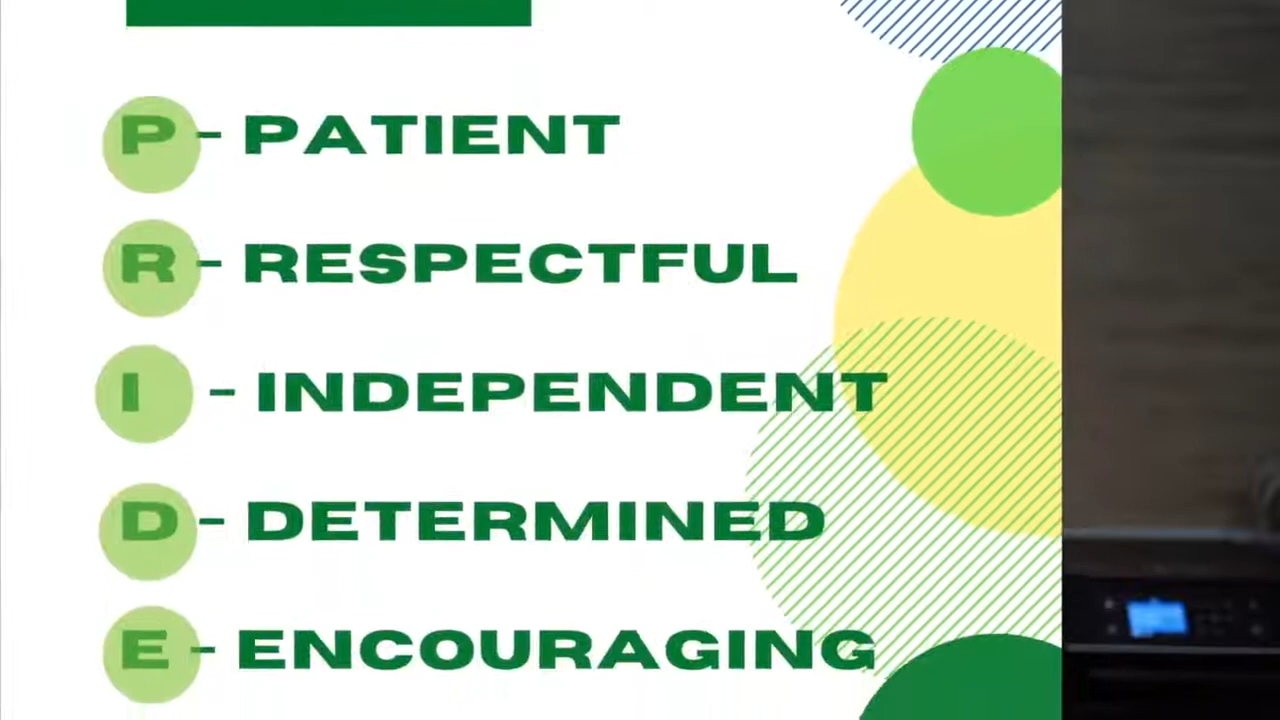 P - PATIENT
R - RESPECTFUL
I - INDEPENDENT
D - DETERMINED
E - ENCOURAGING